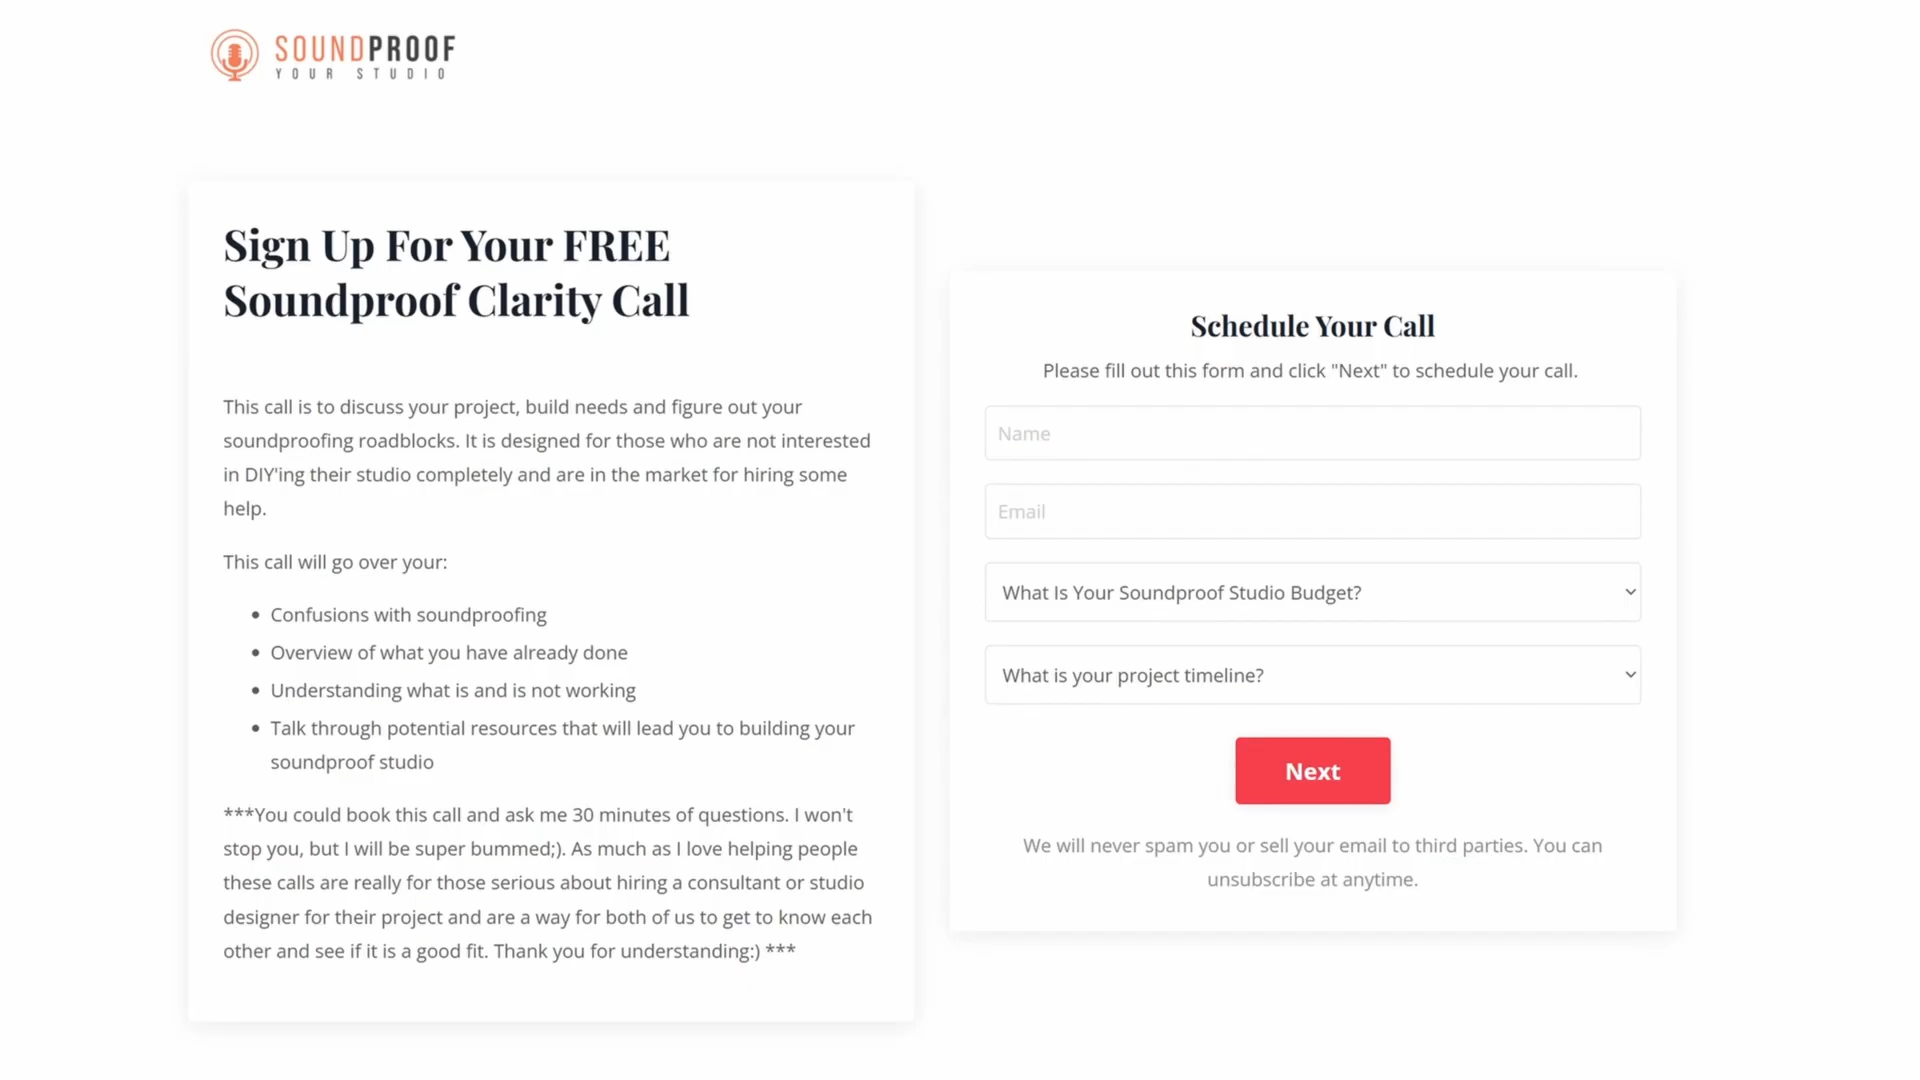 SOUNDPROOF
YOUR STUDIO
Sign Up For Your FREE
Soundproof Clarity Call
This call is to discuss your project, build needs and figure out your
soundproofing roadblocks. It is designed for those who are not interested
in DIY'ing their studio completely and are in the market for hiring some
help.
This call will go over your:
• Confusions with soundproofing
• Overview of what you have already done
• Understanding what is and is not working
• Talk through potential resources that will lead you to building your
soundproof studio
***You could book this call and ask me 30 minutes of questions. I won't
stop you, but I will be super bummed;). As much as I love helping people
these calls are really for those serious about hiring a consultant or studio
designer for their project and are a way for both of us to get to know each
other and see if it is a good fit. Thank you for understanding:) ***
Schedule Your Call
Please fill out this form and click "Next" to schedule your call.
Name
Email
What Is Your Soundproof Studio Budget?
What is your project timeline?
Next
We will never spam you or sell your email to third parties. You can
unsubscribe at anytime.